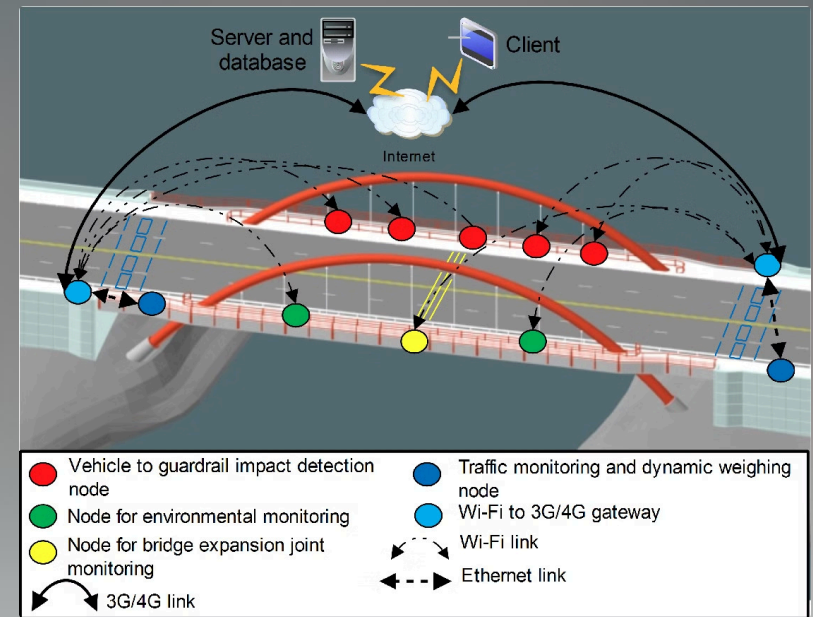 Server and
database
Client
Internet
Vehicle to guardrail impact detection
node
Node for environmental monitoring
Node for bridge expansion joint
monitoring
3G/4G link
Traffic monitoring and dynamic weighing
node
Wi-Fi to 3G/4G gateway
Wi-Fi link
Ethernet link